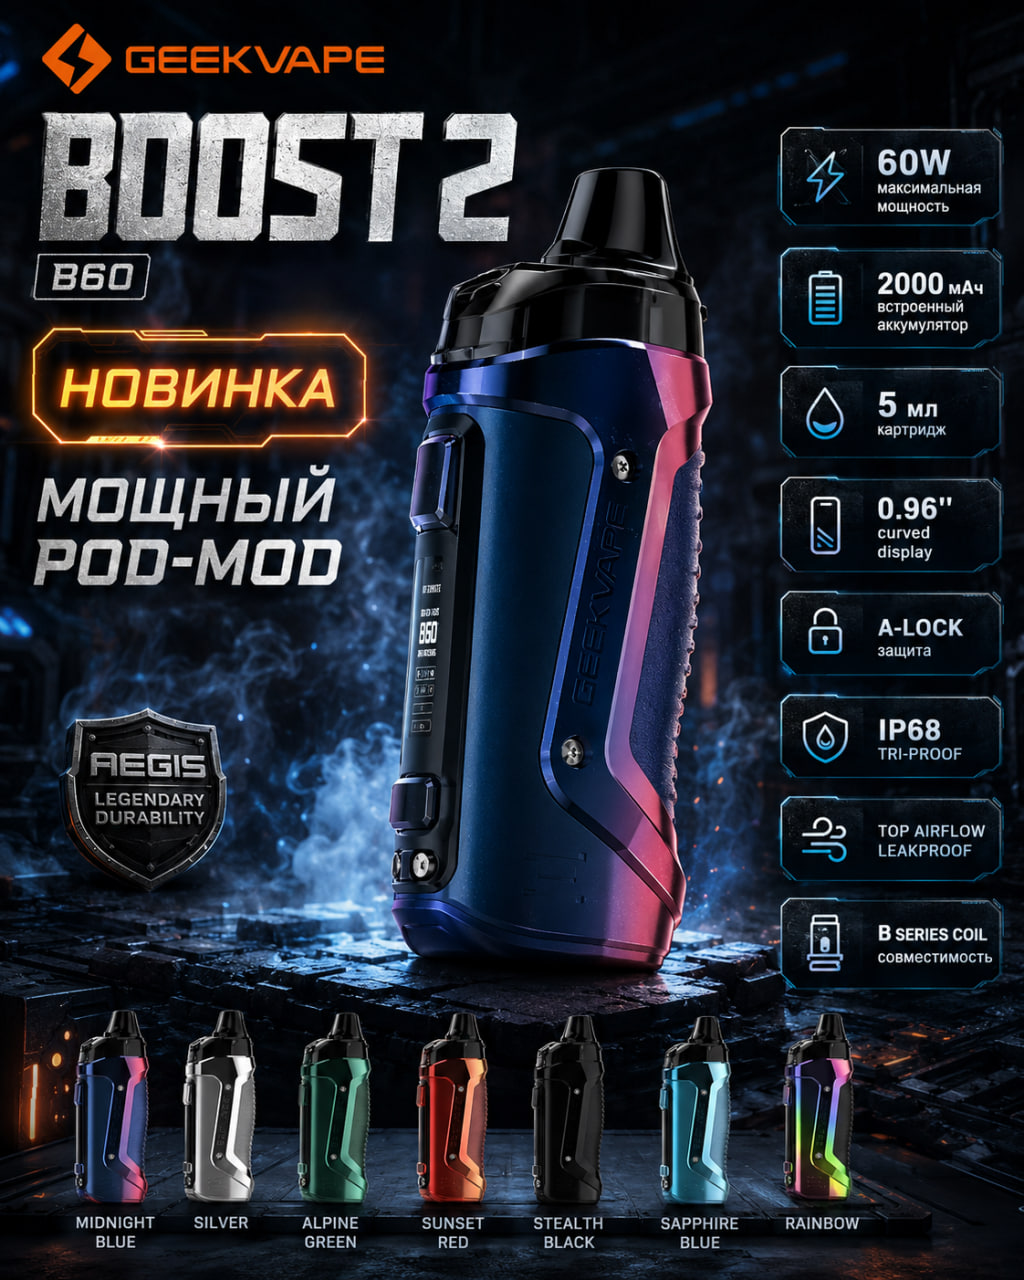 GEEKVAPE
BOOST 2
B60
НОВИНКА
МОЩНЫЙ
POD-MOD
AEGIS
LEGENDARY
DURABILITY
GEEKVAPE
B60
60W
максимальная
мощность
2000 мАч
встроенный
аккумулятор
5 мл
картридж
0.96"
curved
display
A-LOCK
защита
IP68
TRI-PROOF
TOP AIRFLOW
LEAKPROOF
B SERIES COIL
совместимость
MIDNIGHT
BLUE
SILVER
ALPINE
GREEN
SUNSET
RED
STEALTH
BLACK
SAPPHIRE
BLUE
RAINBOW